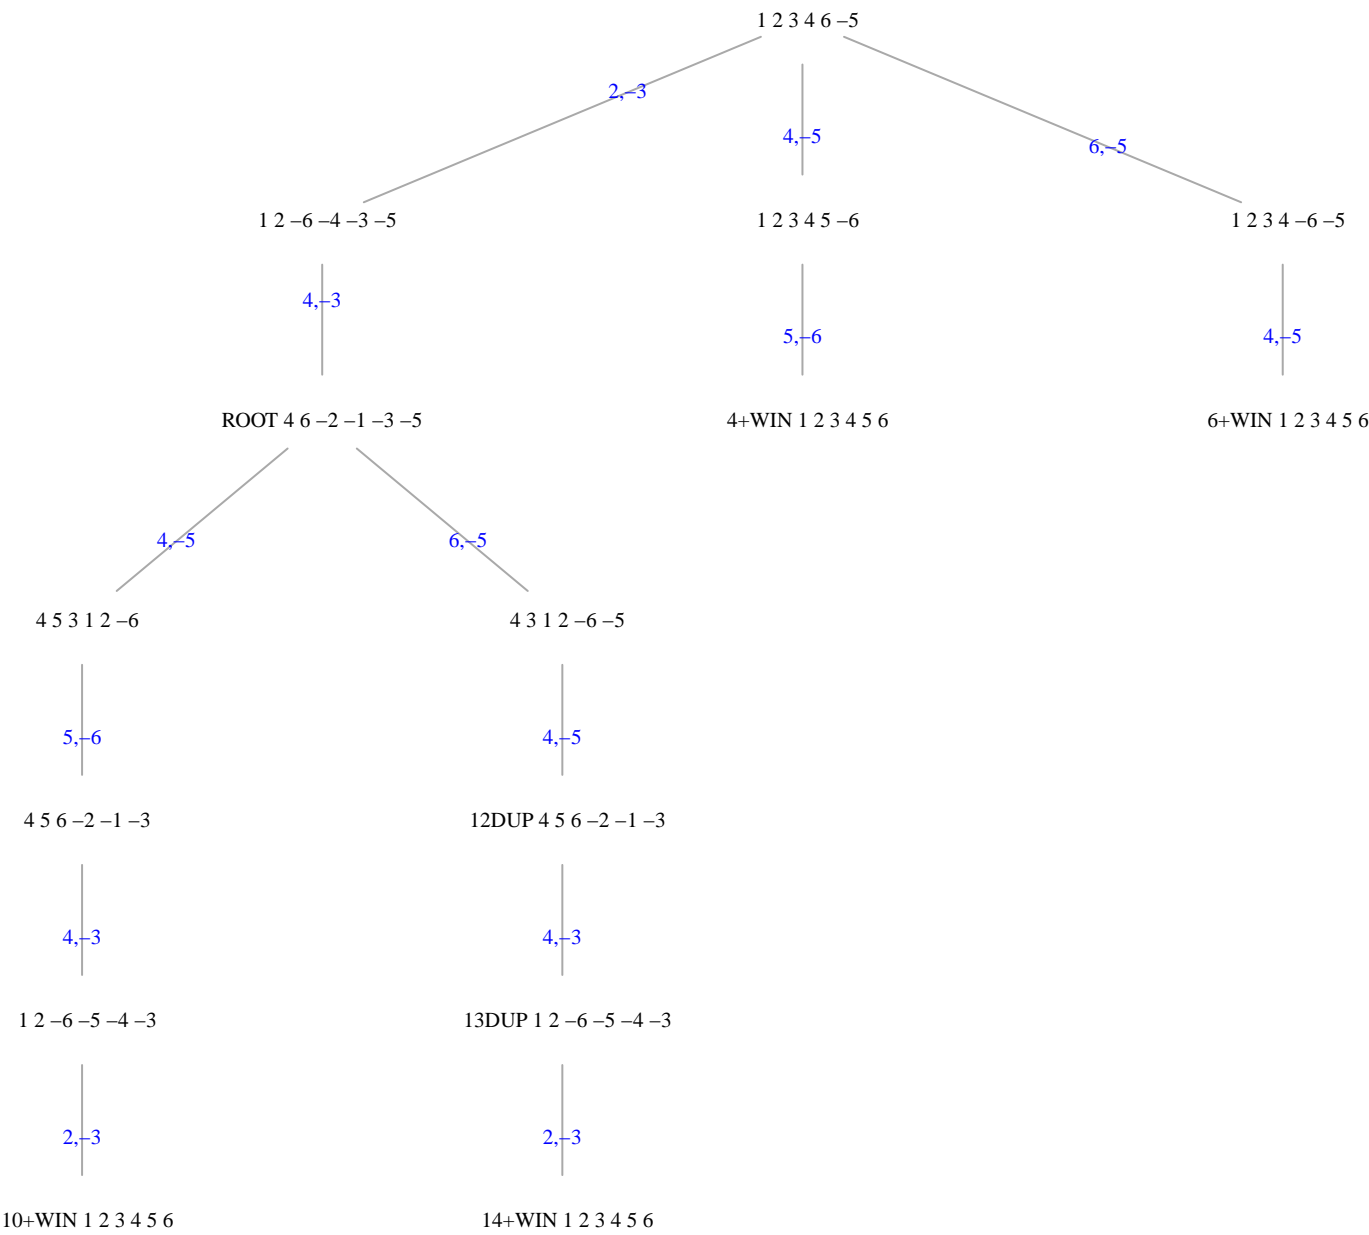 1 2 3 4 6 –5
2,–3
4,–5
6,–5
1 2 –6 –4 –3 –5
1 2 3 4 5 –6
1 2 3 4 –6 –5
4,–3
5,–6
4,–5
ROOT 4 6 –2 –1 –3 –5
4+WIN 1 2 3 4 5 6
6+WIN 1 2 3 4 5 6
4,–5
6,–5
4 5 3 1 2 –6
4 3 1 2 –6 –5
5,–6
4,–5
4 5 6 –2 –1 –3
12DUP 4 5 6 –2 –1 –3
4,–3
4,–3
1 2 –6 –5 –4 –3
13DUP 1 2 –6 –5 –4 –3
2,–3
2,–3
10+WIN 1 2 3 4 5 6
14+WIN 1 2 3 4 5 6